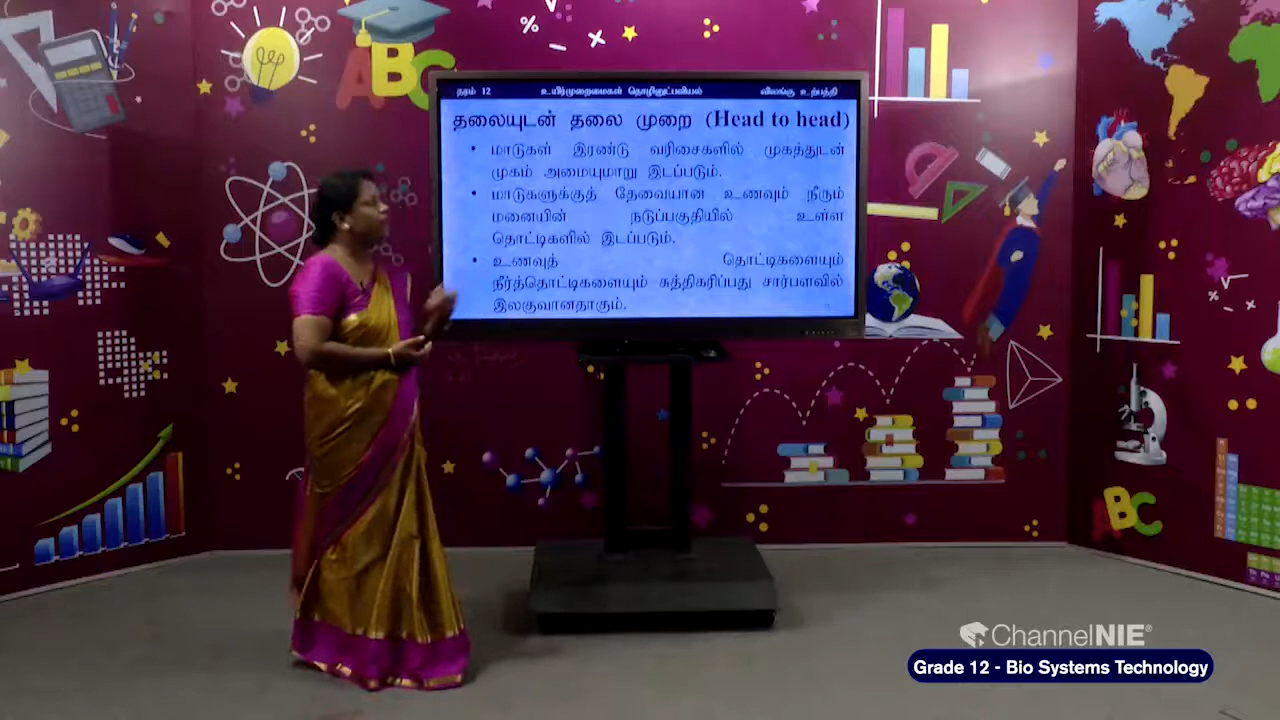 தரம் 12 உயிர்முறைமைகள் தொழினுட்பவியல் விலங்கு உற்பத்தி
தலையுடன் தலை முறை (Head to head)
• மாடுகள் இரண்டு வரிசைகளில் முகத்துடன்
முகம் அமையுமாறு இடப்படும்.
• மாடுகளுக்குத் தேவையான உணவும் நீரும்
மனையின் நடுப்பகுதியில் உள்ள
தொட்டிகளில் இடப்படும்.
• உணவுத் தொட்டிகளையும்
நீர்த்தொட்டிகளையும் சுத்திகரிப்பது சார்பளவில்
இலகுவானதாகும்.
ABC
ABC
ChannelNIE®
Grade 12 - Bio Systems Technology